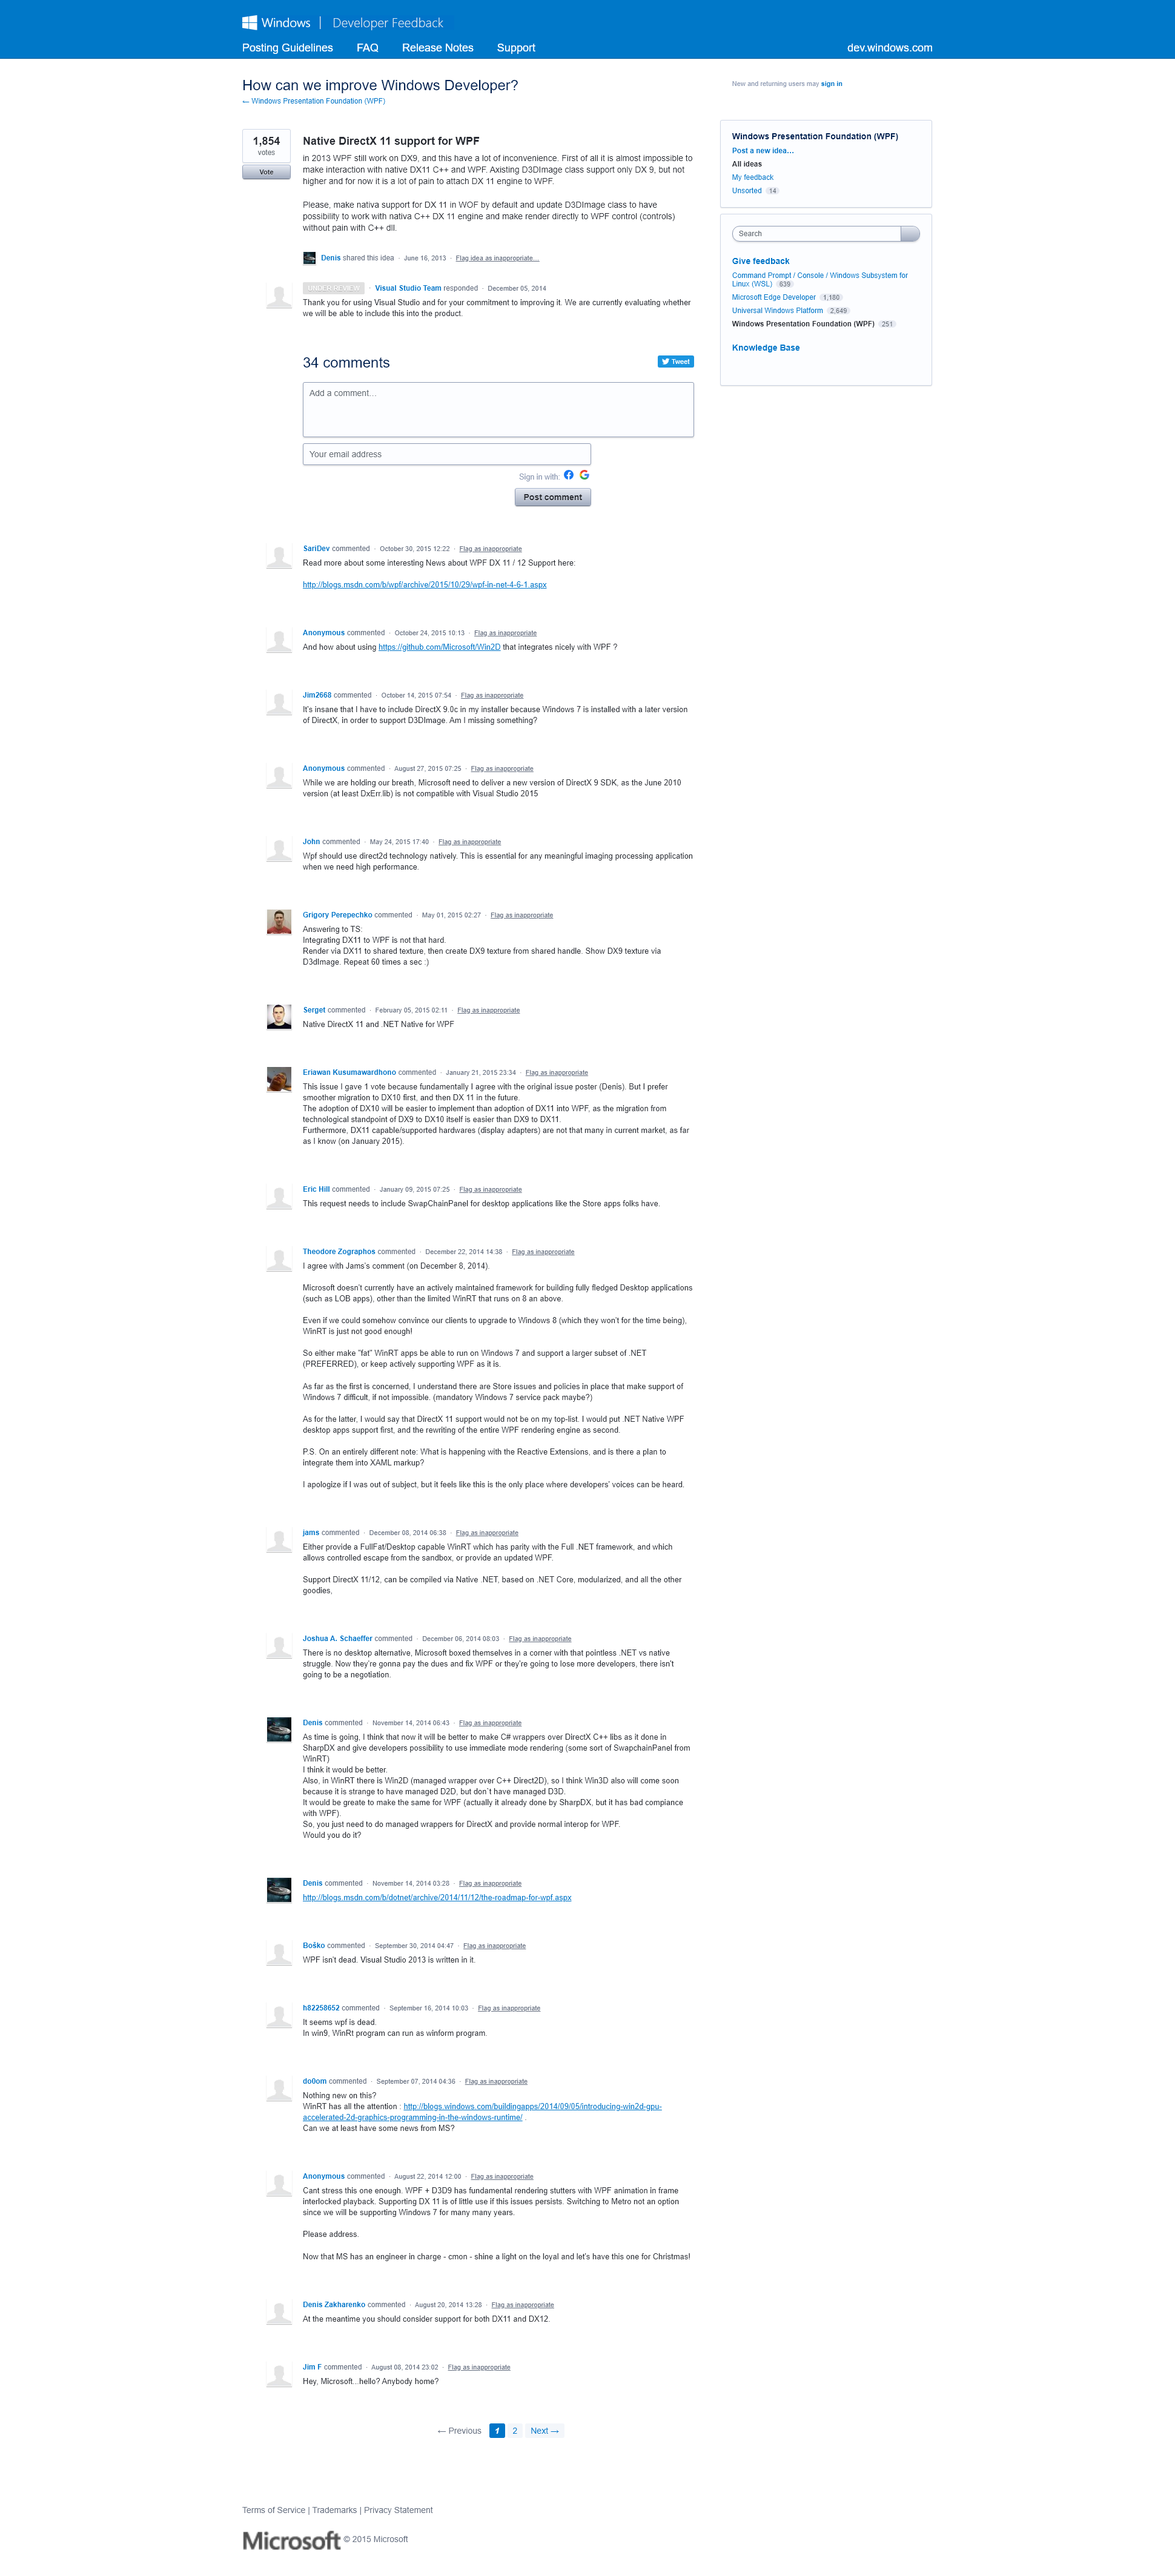 Windows | Developer Feedback
Posting Guidelines FAQ Release Notes Support dev.windows.com
How can we improve Windows Developer?
← Windows Presentation Foundation (WPF)
New and returning users may sign in
1,854
votes
Vote
Native DirectX 11 support for WPF
in 2013 WPF still work on DX9, and this have a lot of inconvenience. First of all it is almost impossible to
make interaction with native DX11 C++ and WPF. Axisting D3DImage class support only DX 9, but not
higher and for now it is a lot of pain to attach DX 11 engine to WPF.
Please, make nativa support for DX 11 in WOF by default and update D3DImage class to have
possibility to work with nativa C++ DX 11 engine and make render directly to WPF control (controls)
without pain with C++ dll.
Denis shared this idea · June 16, 2013 · Flag idea as inappropriate…
UNDER REVIEW · Visual Studio Team responded · December 05, 2014
Thank you for using Visual Studio and for your commitment to improving it. We are currently evaluating whether
we will be able to include this into the product.
Windows Presentation Foundation (WPF)
Post a new idea…
All ideas
My feedback
Unsorted 14
Search
Give feedback
Command Prompt / Console / Windows Subsystem for
Linux (WSL) 839
Microsoft Edge Developer 1,180
Universal Windows Platform 2,649
Windows Presentation Foundation (WPF) 251
Knowledge Base
34 comments
Tweet
Add a comment…
Your email address
Sign in with:
Post comment
SariDev commented · October 30, 2015 12:22 · Flag as inappropriate
Read more about some interesting News about WPF DX 11 / 12 Support here:
http://blogs.msdn.com/b/wpf/archive/2015/10/29/wpf-in-net-4-6-1.aspx
Anonymous commented · October 24, 2015 10:13 · Flag as inappropriate
And how about using https://github.com/Microsoft/Win2D that integrates nicely with WPF ?
Jim2668 commented · October 14, 2015 07:54 · Flag as inappropriate
It's insane that I have to include DirectX 9.0c in my installer because Windows 7 is installed with a later version
of DirectX, in order to support D3DImage. Am I missing something?
Anonymous commented · August 27, 2015 07:25 · Flag as inappropriate
While we are holding our breath, Microsoft need to deliver a new version of DirectX 9 SDK, as the June 2010
version (at least DxErr.lib) is not compatible with Visual Studio 2015
John commented · May 24, 2015 17:40 · Flag as inappropriate
Wpf should use direct2d technology natively. This is essential for any meaningful imaging processing application
when we need high performance.
Grigory Perepechko commented · May 01, 2015 02:27 · Flag as inappropriate
Answering to TS:
Integrating DX11 to WPF is not that hard.
Render via DX11 to shared texture, then create DX9 texture from shared handle. Show DX9 texture via
D3dImage. Repeat 60 times a sec :)
Serget commented · February 05, 2015 02:11 · Flag as inappropriate
Native DirectX 11 and .NET Native for WPF
Eriawan Kusumawardhono commented · January 21, 2015 23:34 · Flag as inappropriate
This issue I gave 1 vote because fundamentally I agree with the original issue poster (Denis). But I prefer
smoother migration to DX10 first, and then DX 11 in the future.
The adoption of DX10 will be easier to implement than adoption of DX11 into WPF, as the migration from
technological standpoint of DX9 to DX10 itself is easier than DX9 to DX11.
Furthermore, DX11 capable/supported hardwares (display adapters) are not that many in current market, as far
as I know (on January 2015).
Eric Hill commented · January 09, 2015 07:25 · Flag as inappropriate
This request needs to include SwapChainPanel for desktop applications like the Store apps folks have.
Theodore Zographos commented · December 22, 2014 14:38 · Flag as inappropriate
I agree with Jams's comment (on December 8, 2014).
Microsoft doesn't currently have an actively maintained framework for building fully fledged Desktop applications
(such as LOB apps), other than the limited WinRT that runs on 8 an above.
Even if we could somehow convince our clients to upgrade to Windows 8 (which they won't for the time being),
WinRT is just not good enough!
So either make "fat" WinRT apps be able to run on Windows 7 and support a larger subset of .NET
(PREFERRED), or keep actively supporting WPF as it is.
As far as the first is concerned, I understand there are Store issues and policies in place that make support of
Windows 7 difficult, if not impossible. (mandatory Windows 7 service pack maybe?)
As for the latter, I would say that DirectX 11 support would not be on my top-list. I would put .NET Native WPF
desktop apps support first, and the rewriting of the entire WPF rendering engine as second.
P.S. On an entirely different note: What is happening with the Reactive Extensions, and is there a plan to
integrate them into XAML markup?
I apologize if I was out of subject, but it feels like this is the only place where developers' voices can be heard.
jams commented · December 08, 2014 06:38 · Flag as inappropriate
Either provide a FullFat/Desktop capable WinRT which has parity with the Full .NET framework, and which
allows controlled escape from the sandbox, or provide an updated WPF.
Support DirectX 11/12, can be compiled via Native .NET, based on .NET Core, modularized, and all the other
goodies,
Joshua A. Schaeffer commented · December 06, 2014 08:03 · Flag as inappropriate
There is no desktop alternative, Microsoft boxed themselves in a corner with that pointless .NET vs native
struggle. Now they're gonna pay the dues and fix WPF or they're going to lose more developers, there isn't
going to be a negotiation.
Denis commented · November 14, 2014 06:43 · Flag as inappropriate
As time is going, I think that now it will be better to make C# wrappers over DirectX C++ libs as it done in
SharpDX and give developers possibility to use immediate mode rendering (some sort of SwapchainPanel from
WinRT)
I think it would be better.
Also, in WinRT there is Win2D (managed wrapper over C++ Direct2D), so I think Win3D also will come soon
because it is strange to have managed D2D, but don`t have managed D3D.
It would be greate to make the same for WPF (actually it already done by SharpDX, but it has bad compiance
with WPF).
So, you just need to do managed wrappers for DirectX and provide normal interop for WPF.
Would you do it?
Denis commented · November 14, 2014 03:28 · Flag as inappropriate
http://blogs.msdn.com/b/dotnet/archive/2014/11/12/the-roadmap-for-wpf.aspx
Boško commented · September 30, 2014 04:47 · Flag as inappropriate
WPF isn't dead. Visual Studio 2013 is written in it.
h82258652 commented · September 16, 2014 10:03 · Flag as inappropriate
It seems wpf is dead.
In win9, WinRt program can run as winform program.
do0om commented · September 07, 2014 04:36 · Flag as inappropriate
Nothing new on this?
WinRT has all the attention : http://blogs.windows.com/buildingapps/2014/09/05/introducing-win2d-gpu-
accelerated-2d-graphics-programming-in-the-windows-runtime/ .
Can we at least have some news from MS?
Anonymous commented · August 22, 2014 12:00 · Flag as inappropriate
Cant stress this one enough. WPF + D3D9 has fundamental rendering stutters with WPF animation in frame
interlocked playback. Supporting DX 11 is of little use if this issues persists. Switching to Metro not an option
since we will be supporting Windows 7 for many many years.
Please address.
Now that MS has an engineer in charge - cmon - shine a light on the loyal and let's have this one for Christmas!
Denis Zakharenko commented · August 20, 2014 13:28 · Flag as inappropriate
At the meantime you should consider support for both DX11 and DX12.
Jim F commented · August 08, 2014 23:02 · Flag as inappropriate
Hey, Microsoft...hello? Anybody home?
← Previous 1 2 Next →
Terms of Service | Trademarks | Privacy Statement
Microsoft © 2015 Microsoft